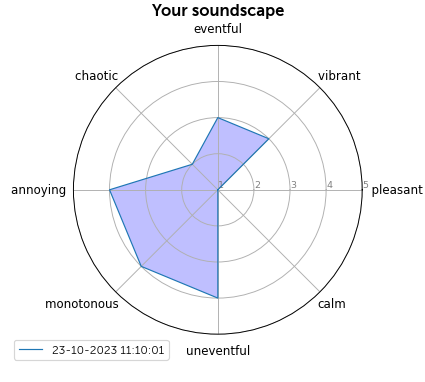 Your soundscape
eventful
chaotic
vibrant
annoying
1 2 3 4 5
pleasant
monotonous
calm
uneventful
23-10-2023 11:10:01